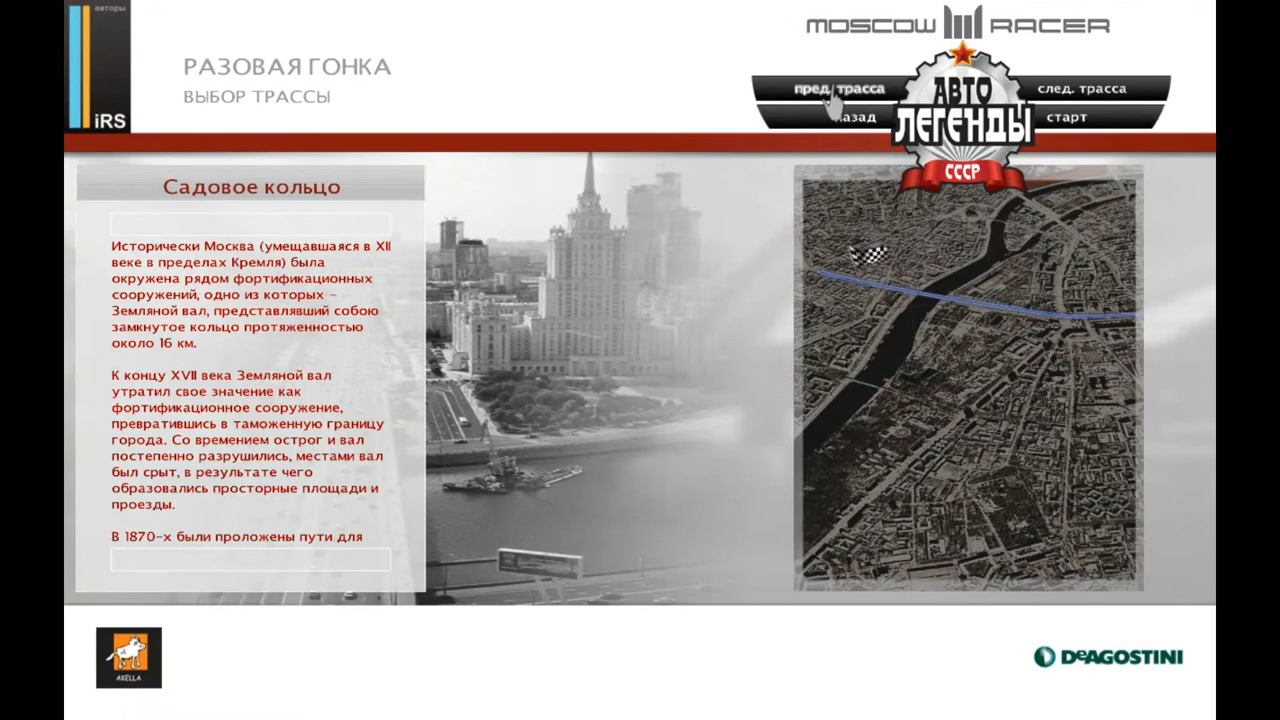 авторы
iRS
РАЗОВАЯ ГОНКА
ВЫБОР ТРАССЫ
MOSCOW RACER
пред. трасса
след. трасса
назад
старт
АВТО
ЛЕГЕНДЫ
СССР
Садовое кольцо
Исторически Москва (умещавшаяся в XII
веке в пределах Кремля) была
окружена рядом фортификационных
сооружений, одно из которых –
Земляной вал, представлявший собою
замкнутое кольцо протяженностью
около 16 км.
К концу XVII века Земляной вал
утратил свое значение как
фортификационное сооружение,
превратившись в таможенную границу
города. Со временем острог и вал
постепенно разрушились, местами вал
был срыт, в результате чего
образовались просторные площади и
проезды.
В 1870-х были проложены пути для
AKELLA
DeAGOSTINI